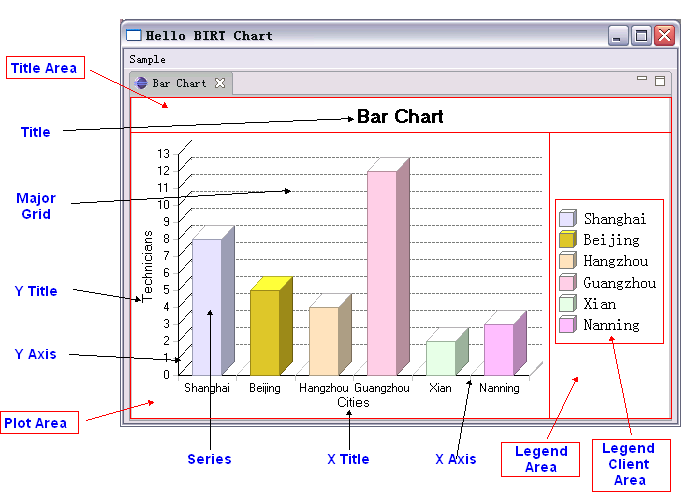 Hello BIRT Chart
Sample
Bar Chart
Title Area
Bar Chart
Title
Major
Grid
Y Title
Y Axis
Plot Area
Technicians
13
12
11
10
9
8
7
6
5
4
3
2
1
0
Shanghai Beijing Hangzhou Guangzhou Xian Nanning
Cities
Shanghai
Beijing
Hangzhou
Guangzhou
Xian
Nanning
Series
X Title
X Axis
Legend
Area
Legend
Client
Area